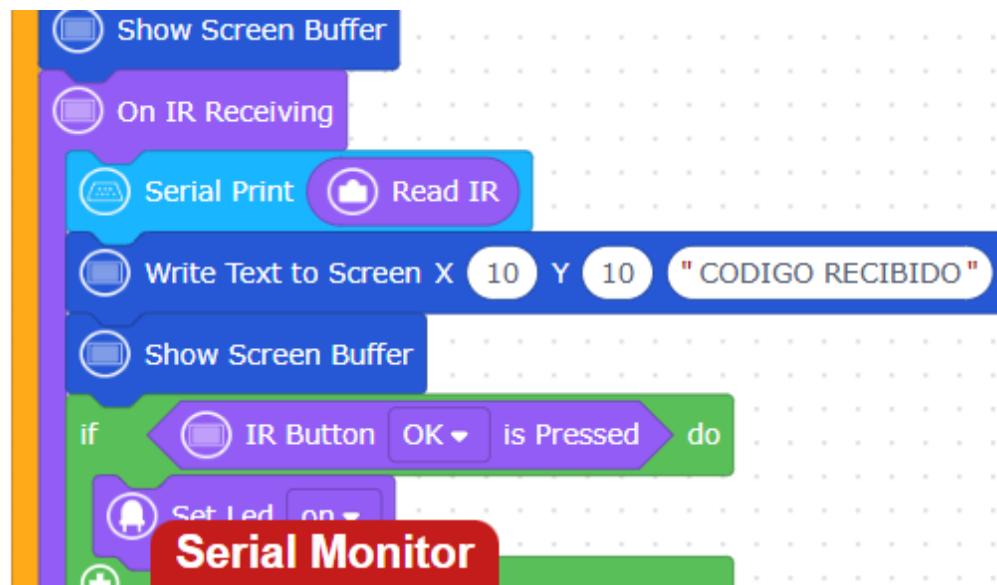 Show Screen Buffer
On IR Receiving
Serial Print Read IR
Write Text to Screen X 10 Y 10 "CODIGO RECIBIDO"
Show Screen Buffer
if IR Button OK is Pressed do
Set Led on
Serial Monitor